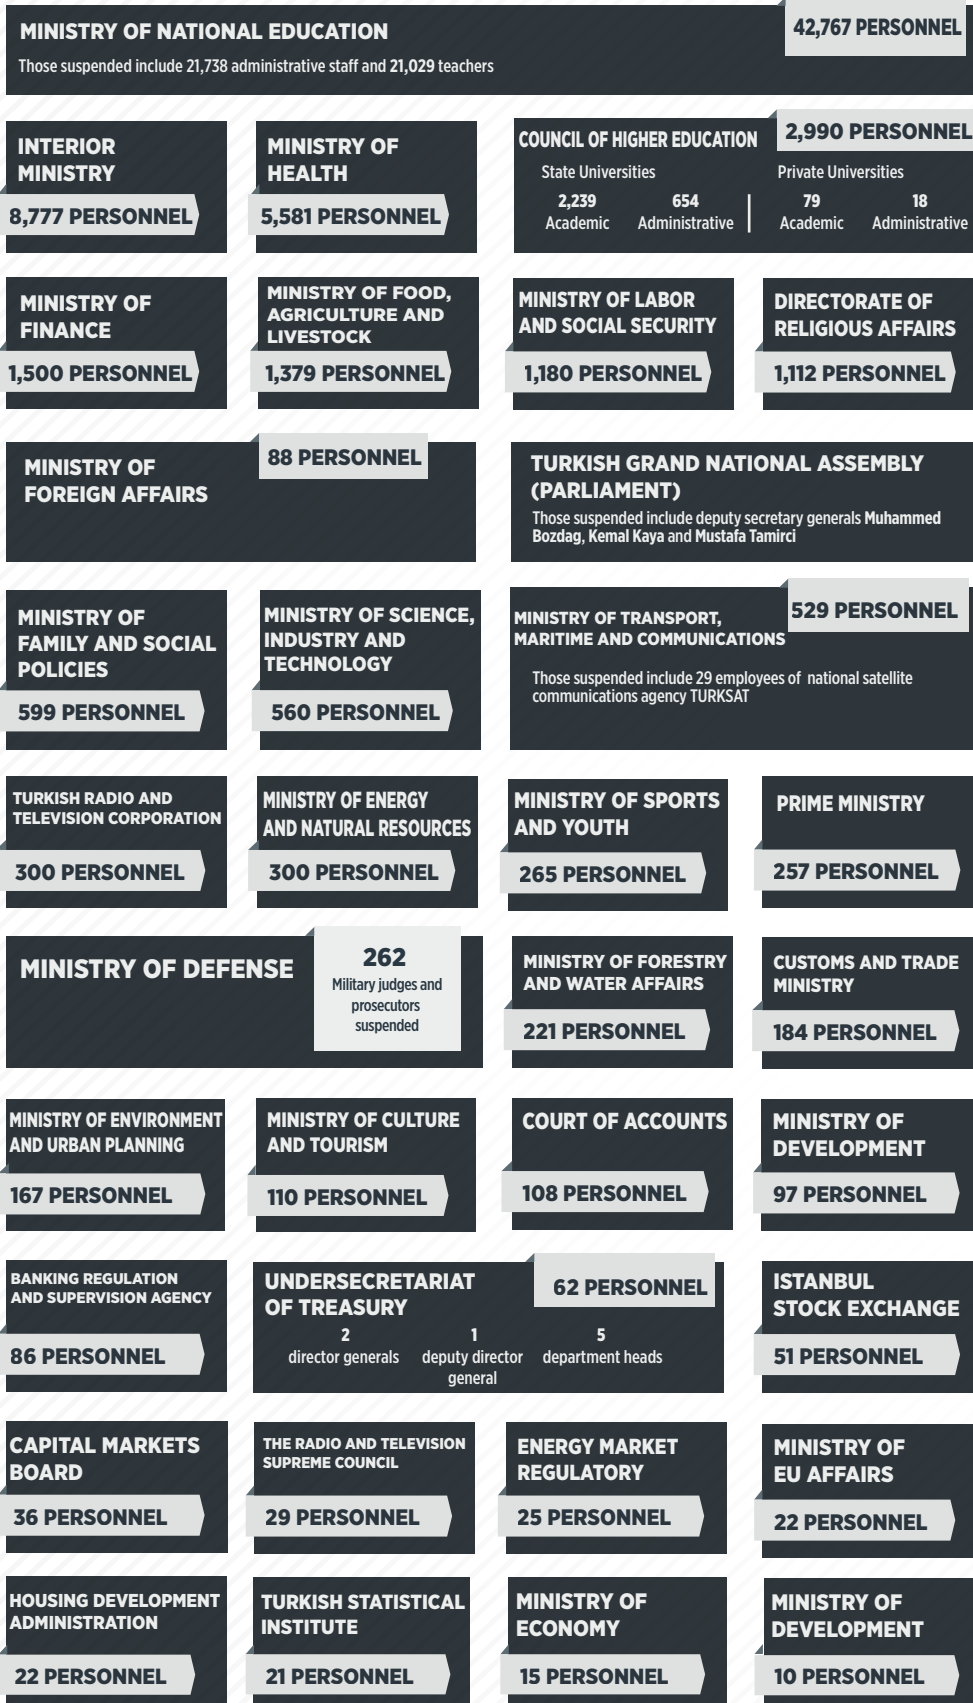 MINISTRY OF NATIONAL EDUCATION
42,767 PERSONNEL
Those suspended include 21,738 administrative staff and 21,029 teachers
INTERIOR
MINISTRY
8,777 PERSONNEL
MINISTRY OF
HEALTH
5,581 PERSONNEL
COUNCIL OF HIGHER EDUCATION
2,990 PERSONNEL
State Universities
Private Universities
2,239
Academic
654
Administrative
79
Academic
18
Administrative
MINISTRY OF
FINANCE
1,500 PERSONNEL
MINISTRY OF FOOD,
AGRICULTURE AND
LIVESTOCK
1,379 PERSONNEL
MINISTRY OF LABOR
AND SOCIAL SECURITY
1,180 PERSONNEL
DIRECTORATE OF
RELIGIOUS AFFAIRS
1,112 PERSONNEL
MINISTRY OF
FOREIGN AFFAIRS
88 PERSONNEL
TURKISH GRAND NATIONAL ASSEMBLY
(PARLIAMENT)
Those suspended include deputy secretary generals Muhammed
Bozdag, Kemal Kaya and Mustafa Tamirci
MINISTRY OF
FAMILY AND SOCIAL
POLICIES
599 PERSONNEL
MINISTRY OF SCIENCE,
INDUSTRY AND
TECHNOLOGY
560 PERSONNEL
MINISTRY OF TRANSPORT,
MARITIME AND COMMUNICATIONS
529 PERSONNEL
Those suspended include 29 employees of national satellite
communications agency TURKSAT
TURKISH RADIO AND
TELEVISION CORPORATION
300 PERSONNEL
MINISTRY OF ENERGY
AND NATURAL RESOURCES
300 PERSONNEL
MINISTRY OF SPORTS
AND YOUTH
265 PERSONNEL
PRIME MINISTRY
257 PERSONNEL
MINISTRY OF DEFENSE
262
Military judges and
prosecutors
suspended
MINISTRY OF FORESTRY
AND WATER AFFAIRS
221 PERSONNEL
CUSTOMS AND TRADE
MINISTRY
184 PERSONNEL
MINISTRY OF ENVIRONMENT
AND URBAN PLANNING
167 PERSONNEL
MINISTRY OF CULTURE
AND TOURISM
110 PERSONNEL
COURT OF ACCOUNTS
108 PERSONNEL
MINISTRY OF
DEVELOPMENT
97 PERSONNEL
BANKING REGULATION
AND SUPERVISION AGENCY
86 PERSONNEL
UNDERSECRETARIAT
OF TREASURY
62 PERSONNEL
2
director generals
1
deputy director
general
5
department heads
ISTANBUL
STOCK EXCHANGE
51 PERSONNEL
CAPITAL MARKETS
BOARD
36 PERSONNEL
THE RADIO AND TELEVISION
SUPREME COUNCIL
29 PERSONNEL
ENERGY MARKET
REGULATORY
25 PERSONNEL
MINISTRY OF
EU AFFAIRS
22 PERSONNEL
HOUSING DEVELOPMENT
ADMINISTRATION
22 PERSONNEL
TURKISH STATISTICAL
INSTITUTE
21 PERSONNEL
MINISTRY OF
ECONOMY
15 PERSONNEL
MINISTRY OF
DEVELOPMENT
10 PERSONNEL